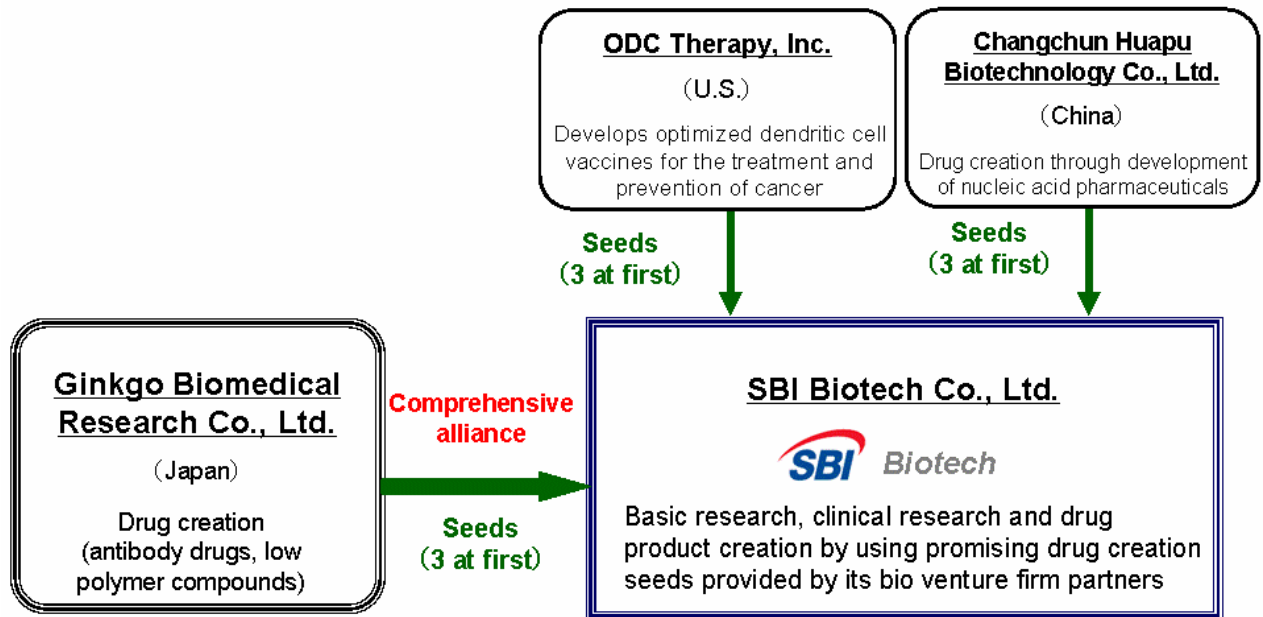 ODC Therapy, Inc.
（U.S.）
Develops optimized dendritic cell
vaccines for the treatment and
prevention of cancer
Changchun Huapu
Biotechnology Co., Ltd.
（China）
Drug creation through development
of nucleic acid pharmaceuticals
Seeds
（3 at first）
Seeds
（3 at first）
Ginkgo Biomedical
Research Co., Ltd.
（Japan）
Drug creation
(antibody drugs, low
polymer compounds)
Comprehensive
alliance
Seeds
（3 at first）
SBI Biotech Co., Ltd.
SBI Biotech
Basic research, clinical research and drug
product creation by using promising drug creation
seeds provided by its bio venture firm partners